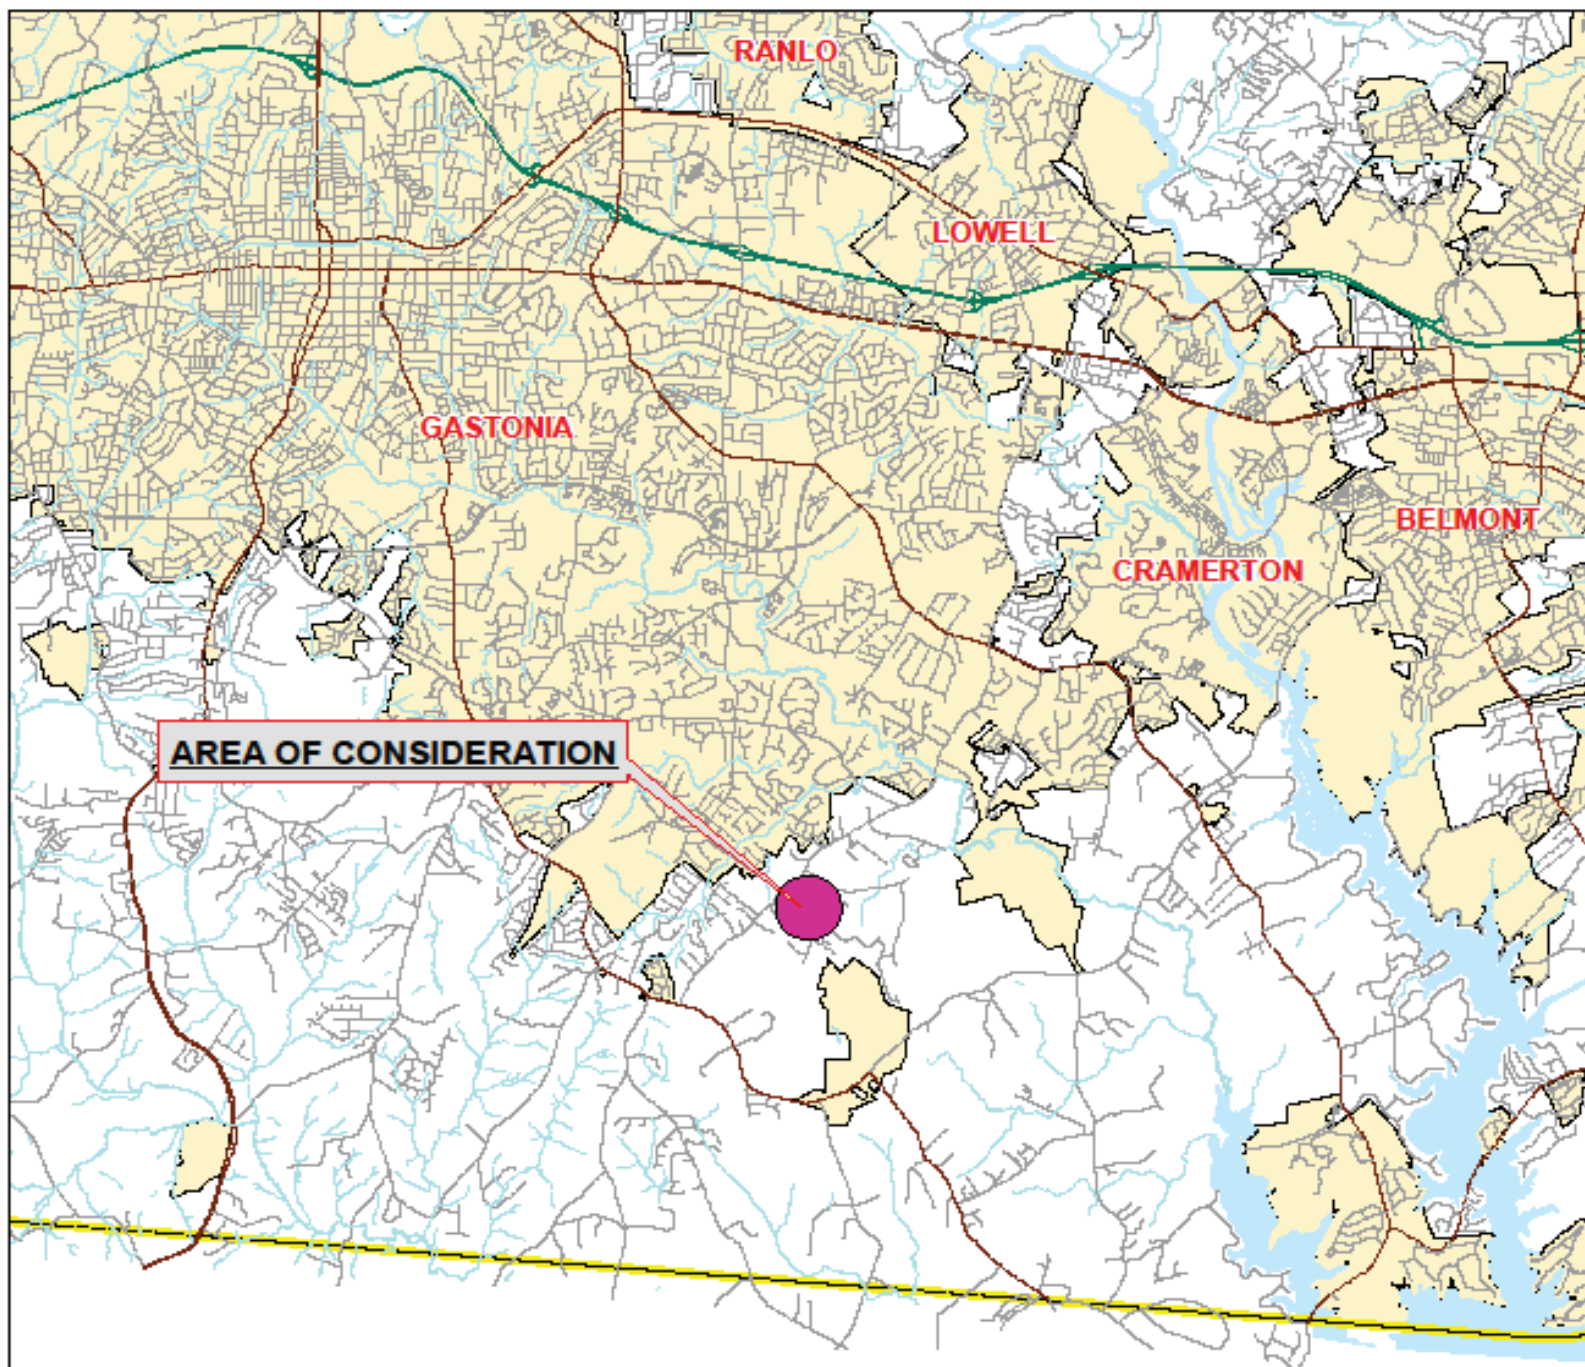 RANLO
LOWELL
GASTONIA
BELMONT
CRAMERTON
AREA OF CONSIDERATION